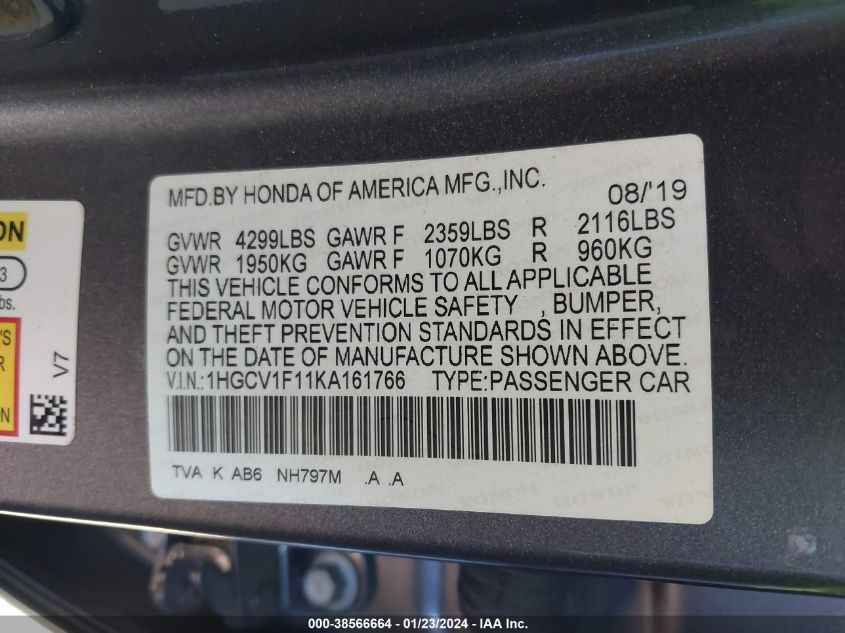 MFD.BY HONDA OF AMERICA MFG.,INC. 08/'19
GVWR 4299LBS GAWR F 2359LBS R 2116LBS
GVWR 1950KG GAWR F 1070KG R 960KG
THIS VEHICLE CONFORMS TO ALL APPLICABLE
FEDERAL MOTOR VEHICLE SAFETY , BUMPER,
AND THEFT PREVENTION STANDARDS IN EFFECT
ON THE DATE OF MANUFACTURE SHOWN ABOVE.
V.I.N.:1HGCV1F11KA161766 TYPE:PASSENGER CAR
TVA K AB6 NH797M .A .A
ON
3
bs.
'S
R
N
V7
000-38566664 / 01/23/2024 - © IAA Inc.